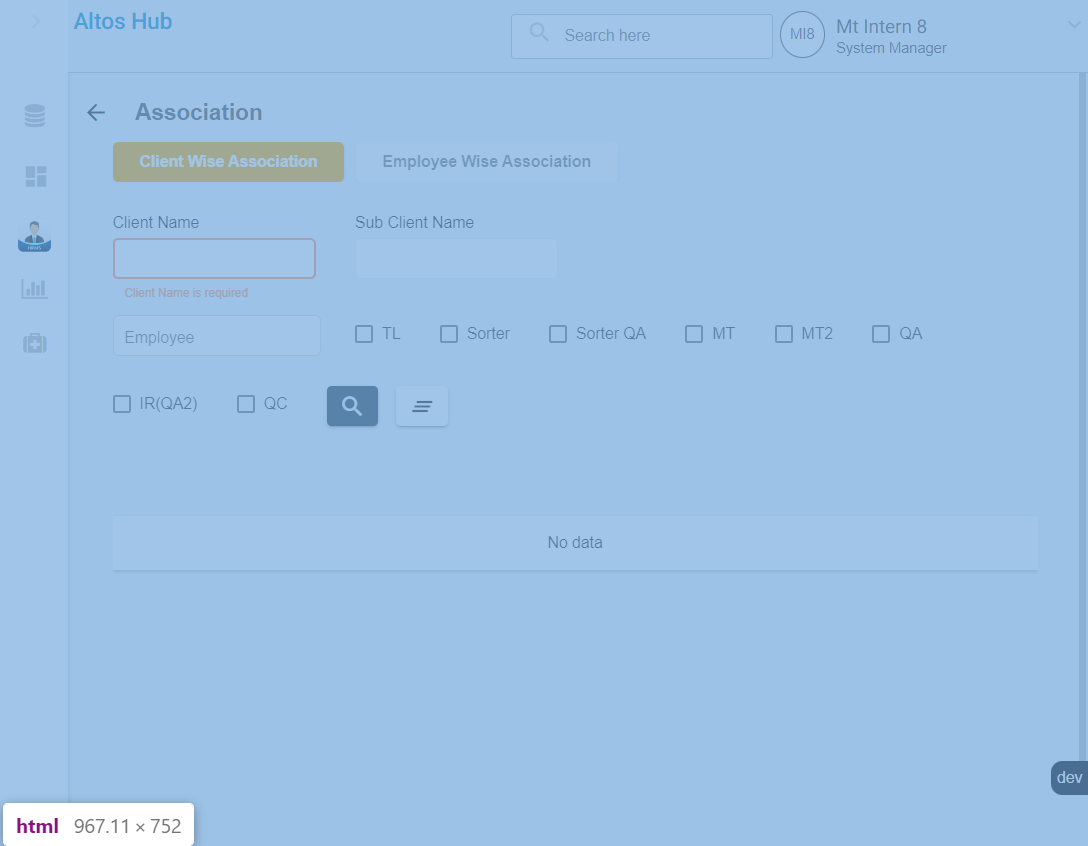 Altos Hub
Search here
MI8
Mt Intern 8
System Manager
Association
Client Wise Association
Employee Wise Association
Client Name
Sub Client Name
Client Name is required
Employee
TL
Sorter
Sorter QA
MT
MT2
QA
IR(QA2)
QC
No data
dev
html 967.11 × 752